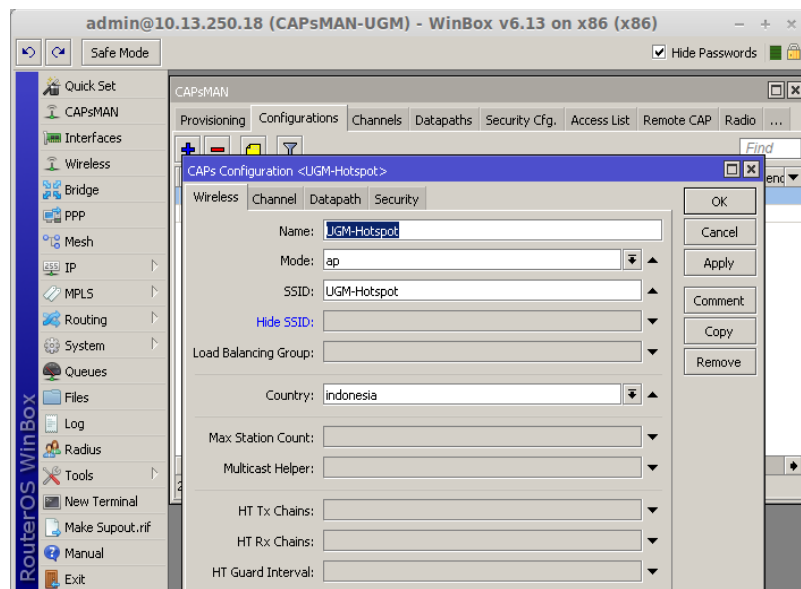 admin@10.13.250.18 (CAPsMAN-UGM) - WinBox v6.13 on x86 (x86)
Safe Mode
Hide Passwords
Quick Set
CAPsMAN
Interfaces
Wireless
Bridge
PPP
Mesh
IP
MPLS
Routing
System
Queues
Files
Log
Radius
Tools
New Terminal
Make Supout.rif
Manual
Exit
RouterOS WinBox
CAPsMAN
Provisioning Configurations Channels Datapaths Security Cfg. Access List Remote CAP Radio ...
Find
CAPs Configuration <UGM-Hotspot>
Wireless Channel Datapath Security
Name: UGM-Hotspot
Mode: ap
SSID: UGM-Hotspot
Hide SSID:
Load Balancing Group:
Country: indonesia
Max Station Count:
Multicast Helper:
HT Tx Chains:
HT Rx Chains:
HT Guard Interval:
OK
Cancel
Apply
Comment
Copy
Remove